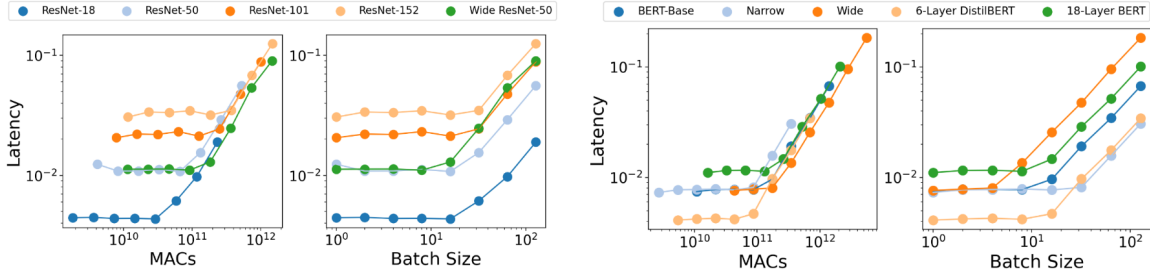 ResNet-18 ResNet-50 ResNet-101 ResNet-152 Wide ResNet-50
BERT-Base Narrow Wide 6-Layer DistilBERT 18-Layer BERT
Latency
10⁻¹
10⁻²
10¹⁰ 10¹¹ 10¹²
MACs
10⁻¹
10⁻²
10⁰ 10¹ 10²
Batch Size
Latency
10⁻¹
10⁻²
10¹⁰ 10¹¹ 10¹²
MACs
10⁻¹
10⁻²
10⁰ 10¹ 10²
Batch Size